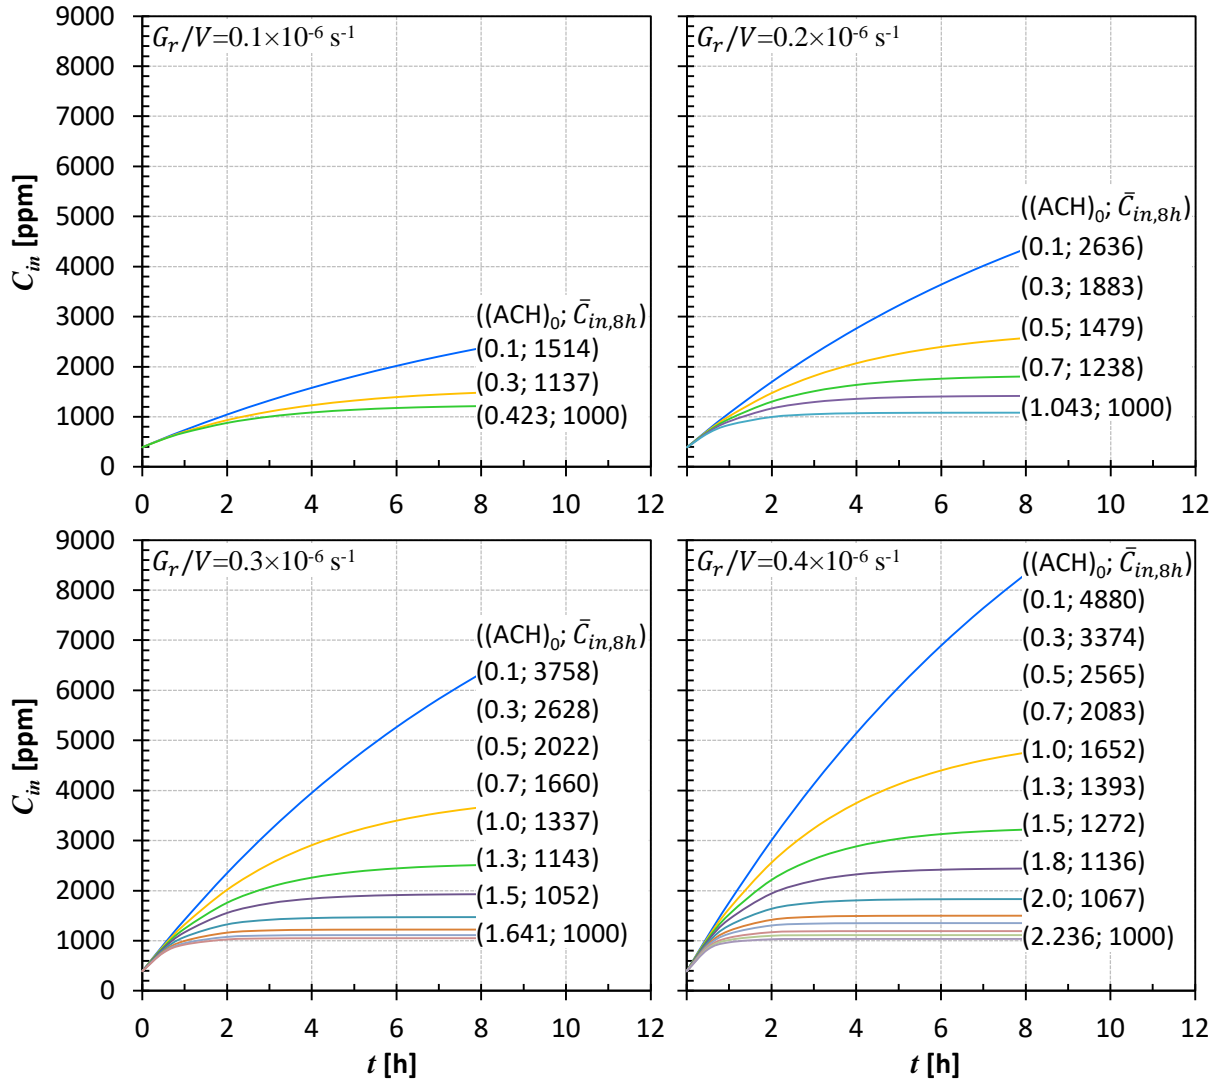 G_r/V=0.1×10⁻⁶ s⁻¹
C_in [ppm]
9000
8000
7000
6000
5000
4000
3000
2000
1000
0
((ACH)₀; C̄_in,8h)
(0.1; 1514)
(0.3; 1137)
(0.423; 1000)
0 2 4 6 8 10 12
G_r/V=0.2×10⁻⁶ s⁻¹
((ACH)₀; C̄_in,8h)
(0.1; 2636)
(0.3; 1883)
(0.5; 1479)
(0.7; 1238)
(1.043; 1000)
2 4 6 8 10 12
G_r/V=0.3×10⁻⁶ s⁻¹
C_in [ppm]
9000
8000
7000
6000
5000
4000
3000
2000
1000
0
((ACH)₀; C̄_in,8h)
(0.1; 3758)
(0.3; 2628)
(0.5; 2022)
(0.7; 1660)
(1.0; 1337)
(1.3; 1143)
(1.5; 1052)
(1.641; 1000)
0 2 4 6 8 10 12
t [h]
G_r/V=0.4×10⁻⁶ s⁻¹
((ACH)₀; C̄_in,8h)
(0.1; 4880)
(0.3; 3374)
(0.5; 2565)
(0.7; 2083)
(1.0; 1652)
(1.3; 1393)
(1.5; 1272)
(1.8; 1136)
(2.0; 1067)
(2.236; 1000)
2 4 6 8 10 12
t [h]